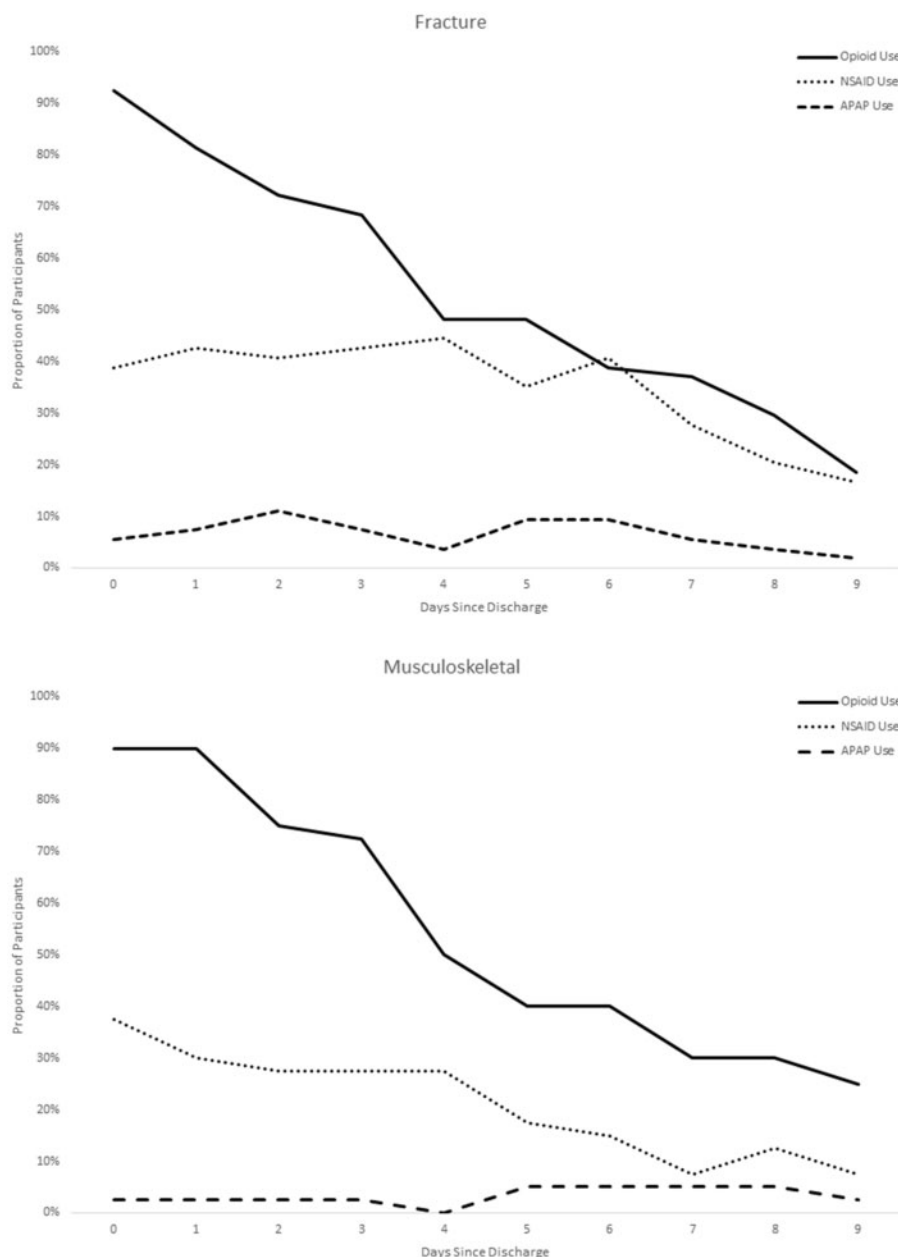 Fracture
100%
Opioid Use
NSAID Use
90%
APAP Use
80%
70%
60%
50%
40%
30%
20%
10%
0%
Proportion of Participants
0 1 2 3 4 5 6 7 8 9
Days Since Discharge
Musculoskeletal
100%
Opioid Use
NSAID Use
90%
APAP Use
80%
70%
60%
50%
40%
30%
20%
10%
0%
Proportion of Participants
0 1 2 3 4 5 6 7 8 9
Days Since Discharge